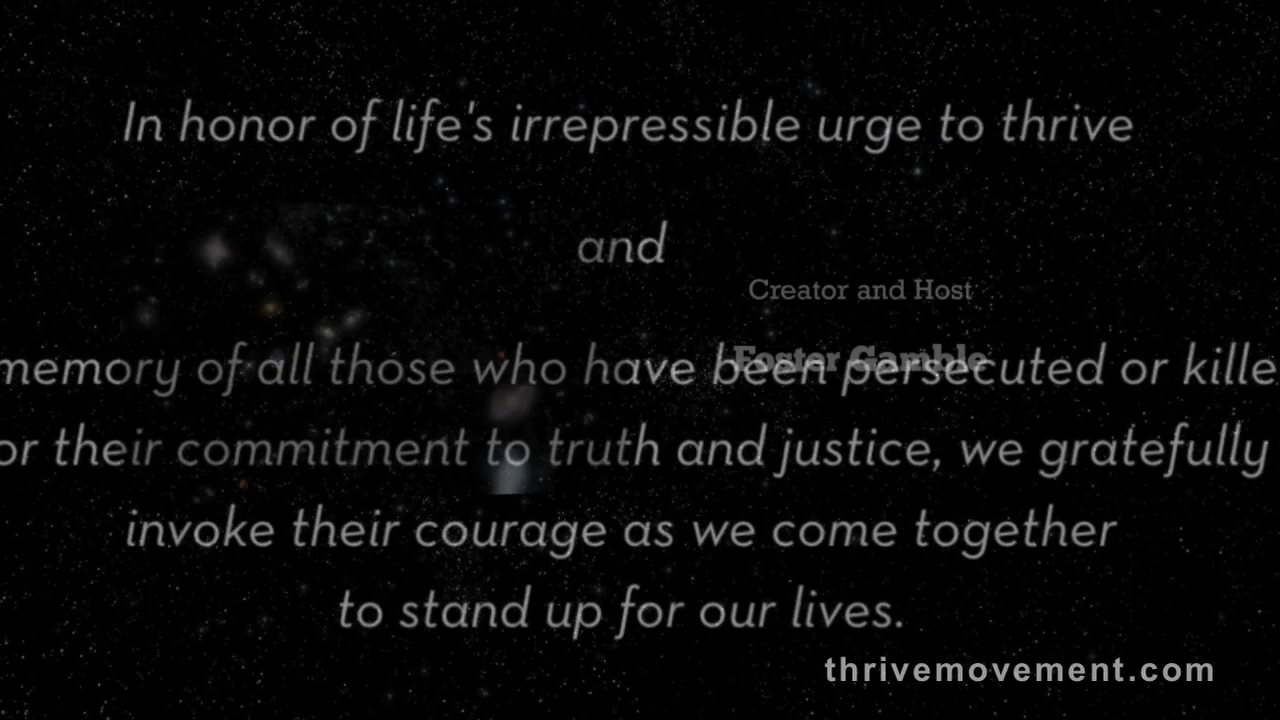 In honor of life's irrepressible urge to thrive
and
Creator and Host
memory of all those who have been persecuted or kille
Foster Gamble
or their commitment to truth and justice, we gratefully
invoke their courage as we come together
to stand up for our lives.
thrivemovement.com